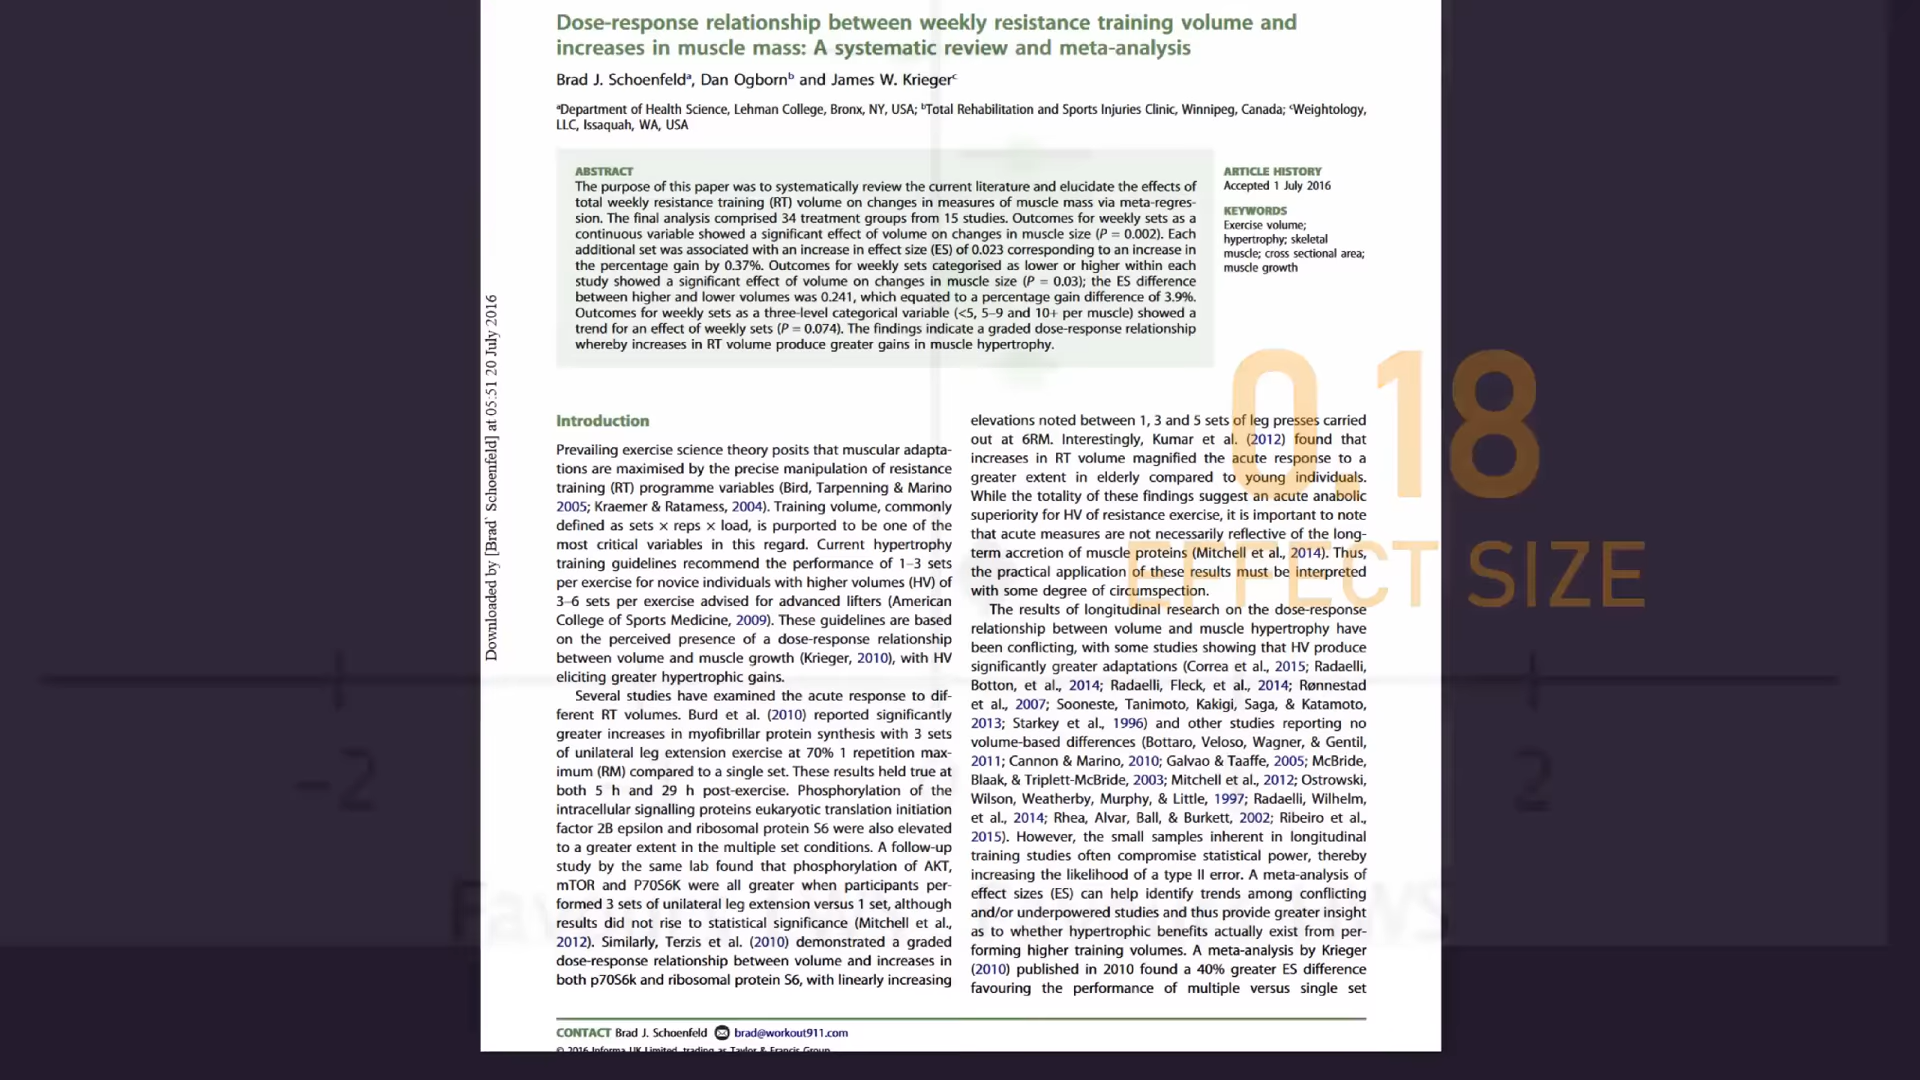 Dose-response relationship between weekly resistance training volume and
increases in muscle mass: A systematic review and meta-analysis
Brad J. Schoenfeldᵃ, Dan Ogbornᵇ and James W. Kriegerᶜ
ᵃDepartment of Health Science, Lehman College, Bronx, NY, USA; ᵇTotal Rehabilitation and Sports Injuries Clinic, Winnipeg, Canada; ᶜWeightology,
LLC, Issaquah, WA, USA
ABSTRACT
The purpose of this paper was to systematically review the current literature and elucidate the effects of
total weekly resistance training (RT) volume on changes in measures of muscle mass via meta-regres-
sion. The final analysis comprised 34 treatment groups from 15 studies. Outcomes for weekly sets as a
continuous variable showed a significant effect of volume on changes in muscle size (P = 0.002). Each
additional set was associated with an increase in effect size (ES) of 0.023 corresponding to an increase in
the percentage gain by 0.37%. Outcomes for weekly sets categorised as lower or higher within each
study showed a significant effect of volume on changes in muscle size (P = 0.03); the ES difference
between higher and lower volumes was 0.241, which equated to a percentage gain difference of 3.9%.
Outcomes for weekly sets as a three-level categorical variable (<5, 5–9 and 10+ per muscle) showed a
trend for an effect of weekly sets (P = 0.074). The findings indicate a graded dose-response relationship
whereby increases in RT volume produce greater gains in muscle hypertrophy.
ARTICLE HISTORY
Accepted 1 July 2016
KEYWORDS
Exercise volume;
hypertrophy; skeletal
muscle; cross sectional area;
muscle growth
Downloaded by [Brad` Schoenfeld] at 05:51 20 July 2016
Introduction
Prevailing exercise science theory posits that muscular adapta-
tions are maximised by the precise manipulation of resistance
training (RT) programme variables (Bird, Tarpenning & Marino
2005; Kraemer & Ratamess, 2004). Training volume, commonly
defined as sets × reps × load, is purported to be one of the
most critical variables in this regard. Current hypertrophy
training guidelines recommend the performance of 1–3 sets
per exercise for novice individuals with higher volumes (HV) of
3–6 sets per exercise advised for advanced lifters (American
College of Sports Medicine, 2009). These guidelines are based
on the perceived presence of a dose-response relationship
between volume and muscle growth (Krieger, 2010), with HV
eliciting greater hypertrophic gains.
Several studies have examined the acute response to dif-
ferent RT volumes. Burd et al. (2010) reported significantly
greater increases in myofibrillar protein synthesis with 3 sets
of unilateral leg extension exercise at 70% 1 repetition max-
imum (RM) compared to a single set. These results held true at
both 5 h and 29 h post-exercise. Phosphorylation of the
intracellular signalling proteins eukaryotic translation initiation
factor 2B epsilon and ribosomal protein S6 were also elevated
to a greater extent in the multiple set conditions. A follow-up
study by the same lab found that phosphorylation of AKT,
mTOR and P70S6K were all greater when participants per-
formed 3 sets of unilateral leg extension versus 1 set, although
results did not rise to statistical significance (Mitchell et al.,
2012). Similarly, Terzis et al. (2010) demonstrated a graded
dose-response relationship between volume and increases in
both p70S6k and ribosomal protein S6, with linearly increasing
elevations noted between 1, 3 and 5 sets of leg presses carried
out at 6RM. Interestingly, Kumar et al. (2012) found that
increases in RT volume magnified the acute response to a
greater extent in elderly compared to young individuals.
While the totality of these findings suggest an acute anabolic
superiority for HV of resistance exercise, it is important to note
that acute measures are not necessarily reflective of the long-
term accretion of muscle proteins (Mitchell et al., 2014). Thus,
the practical application of these results must be interpreted
with some degree of circumspection.
The results of longitudinal research on the dose-response
relationship between volume and muscle hypertrophy have
been conflicting, with some studies showing that HV produce
significantly greater adaptations (Correa et al., 2015; Radaelli,
Botton, et al., 2014; Radaelli, Fleck, et al., 2014; Rønnestad
et al., 2007; Sooneste, Tanimoto, Kakigi, Saga, & Katamoto,
2013; Starkey et al., 1996) and other studies reporting no
volume-based differences (Bottaro, Veloso, Wagner, & Gentil,
2011; Cannon & Marino, 2010; Galvao & Taaffe, 2005; McBride,
Blaak, & Triplett-McBride, 2003; Mitchell et al., 2012; Ostrowski,
Wilson, Weatherby, Murphy, & Little, 1997; Radaelli, Wilhelm,
et al., 2014; Rhea, Alvar, Ball, & Burkett, 2002; Ribeiro et al.,
2015). However, the small samples inherent in longitudinal
training studies often compromise statistical power, thereby
increasing the likelihood of a type II error. A meta-analysis of
effect sizes (ES) can help identify trends among conflicting
and/or underpowered studies and thus provide greater insight
as to whether hypertrophic benefits actually exist from per-
forming higher training volumes. A meta-analysis by Krieger
(2010) published in 2010 found a 40% greater ES difference
favouring the performance of multiple versus single set
0.18
EFFECT SIZE
−2
2
CONTACT Brad J. Schoenfeld brad@workout911.com
© 2016 Informa UK Limited, trading as Taylor & Francis Group